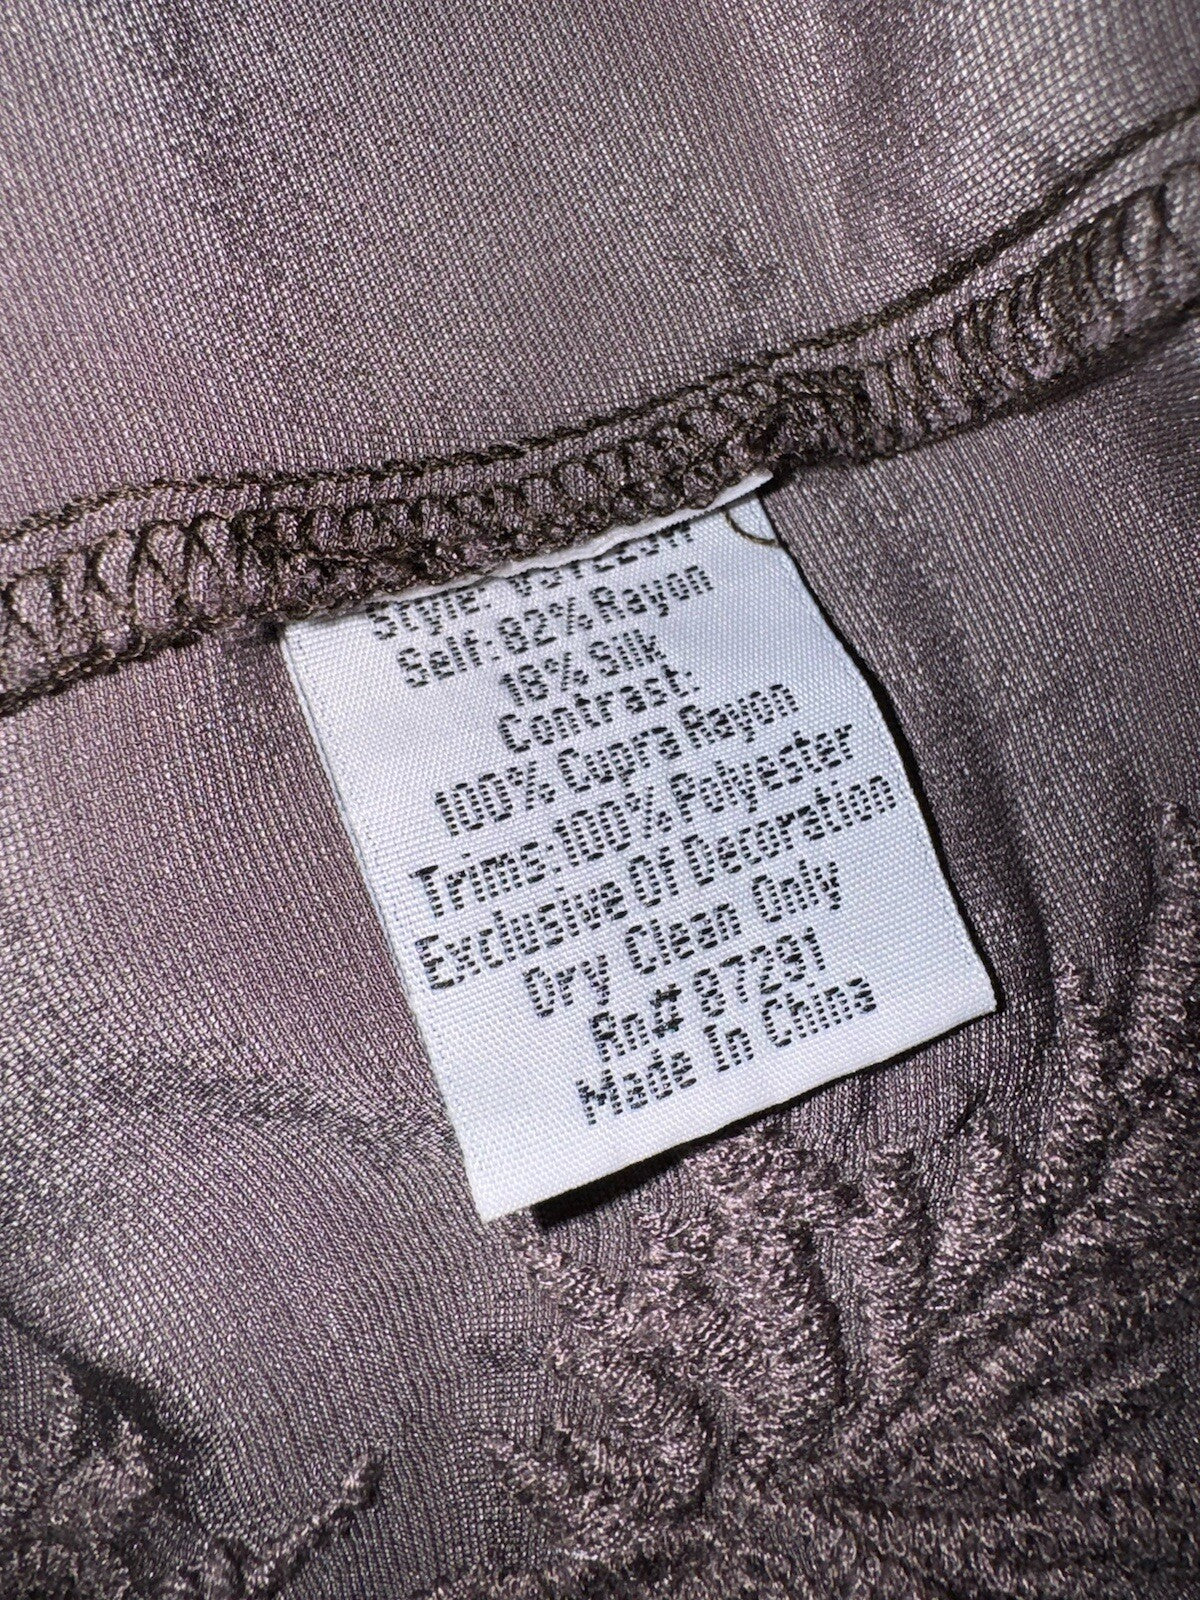 Style:
Self: 82% Rayon
18% Silk
Contrast:
100% Cupra Rayon
Trims: 100% Polyester
Exclusive Of Decoration
Dry Clean Only
Rn#: 87291
Made In China